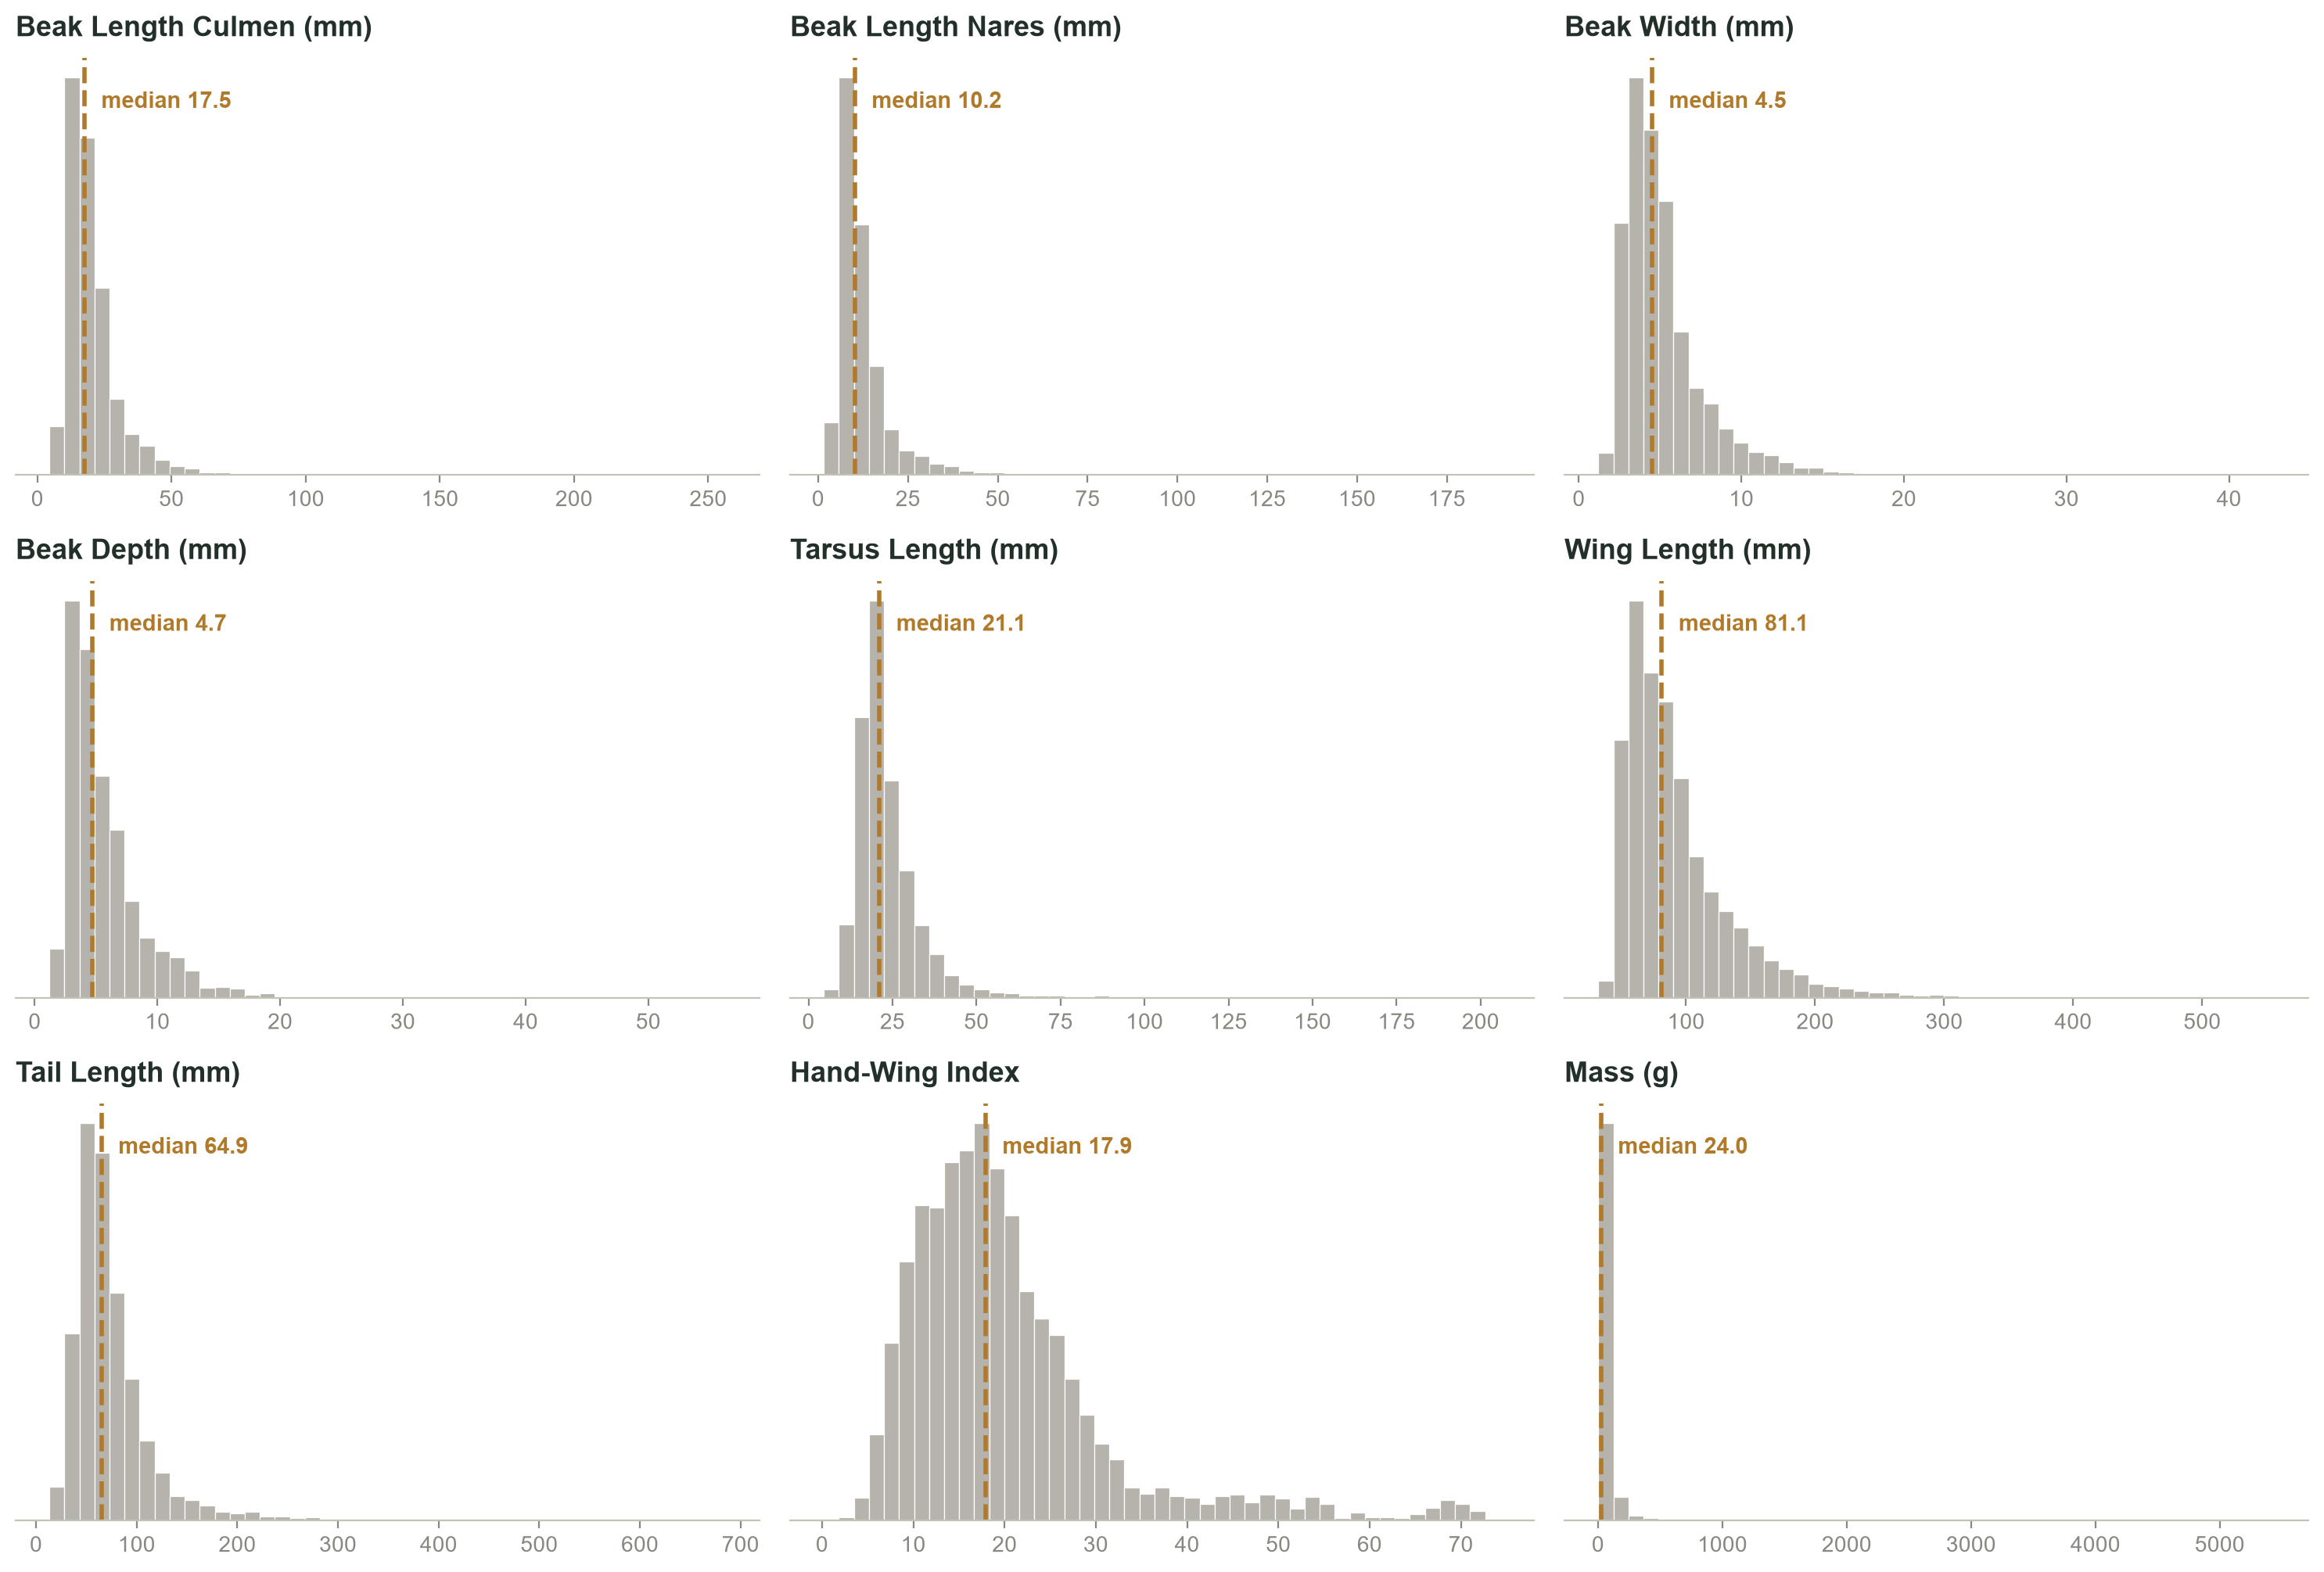 Beak Length Culmen (mm)
median 17.5
0 50 100 150 200 250
Beak Length Nares (mm)
median 10.2
0 25 50 75 100 125 150 175
Beak Width (mm)
median 4.5
0 10 20 30 40
Beak Depth (mm)
median 4.7
0 10 20 30 40 50
Tarsus Length (mm)
median 21.1
0 25 50 75 100 125 150 175 200
Wing Length (mm)
median 81.1
100 200 300 400 500
Tail Length (mm)
median 64.9
0 100 200 300 400 500 600 700
Hand-Wing Index
median 17.9
0 10 20 30 40 50 60 70
Mass (g)
median 24.0
0 1000 2000 3000 4000 5000